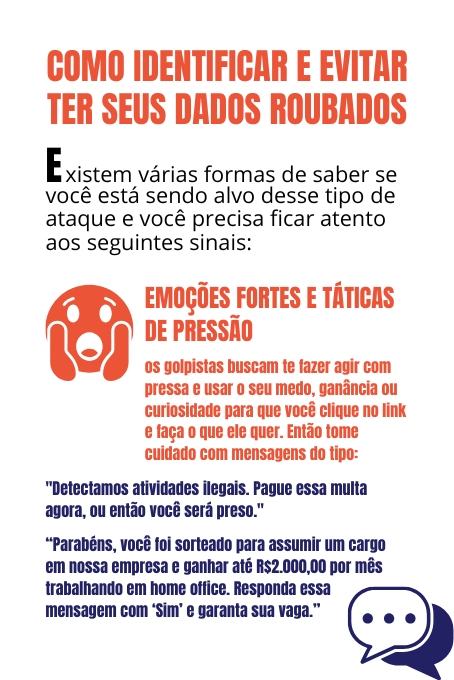 COMO IDENTIFICAR E EVITAR
TER SEUS DADOS ROUBADOS
Existem várias formas de saber se
você está sendo alvo desse tipo de
ataque e você precisa ficar atento
aos seguintes sinais:
EMOÇÕES FORTES E TÁTICAS
DE PRESSÃO
os golpistas buscam te fazer agir com
pressa e usar o seu medo, ganância ou
curiosidade para que você clique no link
e faça o que ele quer. Então tome
cuidado com mensagens do tipo:
"Detectamos atividades ilegais. Pague essa multa
agora, ou então você será preso."
“Parabéns, você foi sorteado para assumir um cargo
em nossa empresa e ganhar até R$2.000,00 por mês
trabalhando em home office. Responda essa
mensagem com ‘Sim’ e garanta sua vaga.”